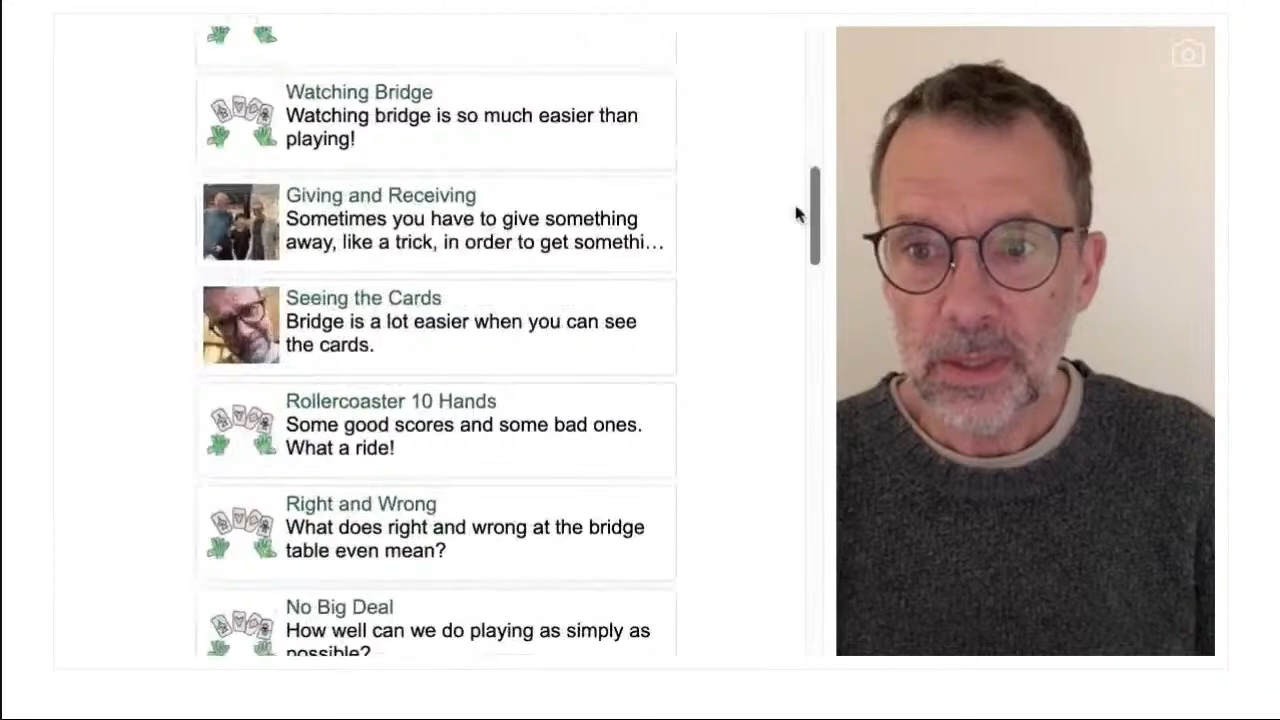 Watching Bridge
Watching bridge is so much easier than
playing!
Giving and Receiving
Sometimes you have to give something
away, like a trick, in order to get somethi...
Seeing the Cards
Bridge is a lot easier when you can see
the cards.
Rollercoaster 10 Hands
Some good scores and some bad ones.
What a ride!
Right and Wrong
What does right and wrong at the bridge
table even mean?
No Big Deal
How well can we do playing as simply as
possible?